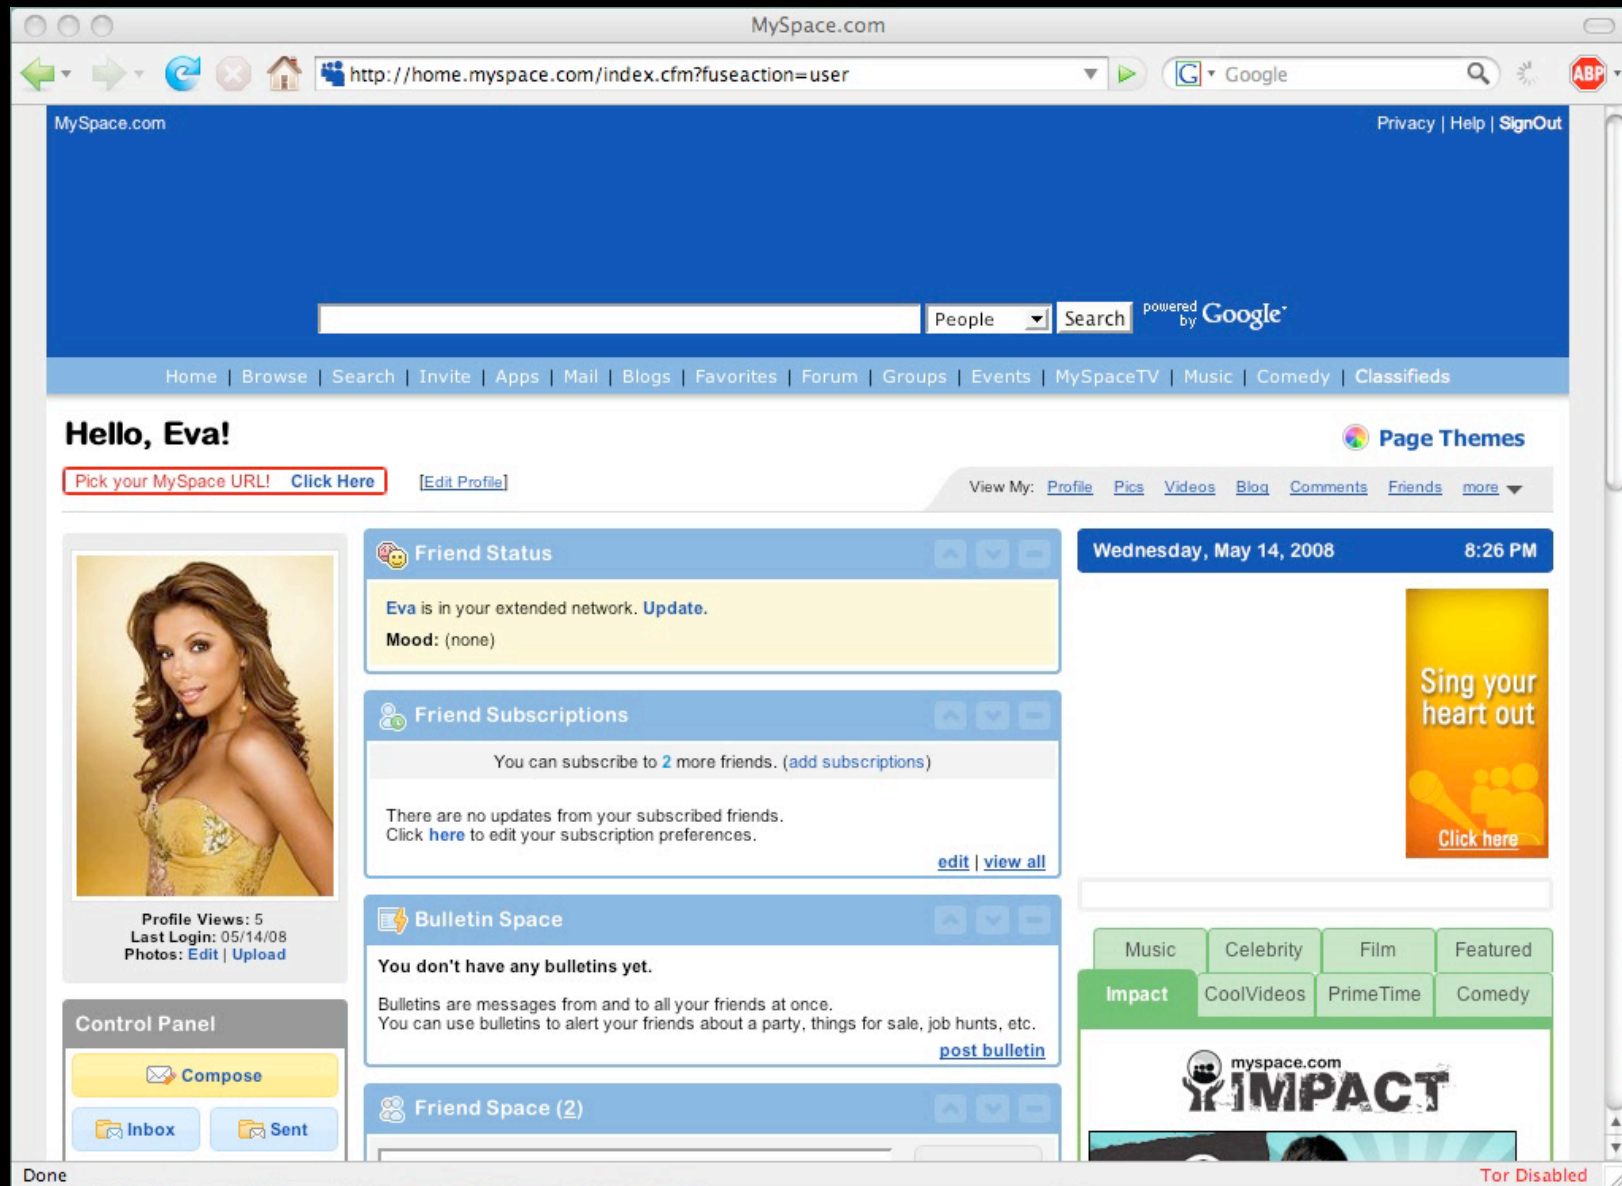 MySpace.com
http://home.myspace.com/index.cfm?fuseaction=user
G Google
ABP
MySpace.com
Privacy | Help | SignOut
People Search powered by Google
Home | Browse | Search | Invite | Apps | Mail | Blogs | Favorites | Forum | Groups | Events | MySpaceTV | Music | Comedy | Classifieds
Hello, Eva!
Page Themes
Pick your MySpace URL! Click Here [Edit Profile]
View My: Profile Pics Videos Blog Comments Friends more
Profile Views: 5
Last Login: 05/14/08
Photos: Edit | Upload
Control Panel
Compose
Inbox Sent
Friend Status
Eva is in your extended network. Update.
Mood: (none)
Friend Subscriptions
You can subscribe to 2 more friends. (add subscriptions)
There are no updates from your subscribed friends.
Click here to edit your subscription preferences.
edit | view all
Bulletin Space
You don't have any bulletins yet.
Bulletins are messages from and to all your friends at once.
You can use bulletins to alert your friends about a party, things for sale, job hunts, etc.
post bulletin
Friend Space (2)
Wednesday, May 14, 2008 8:26 PM
Sing your
heart out
Click here
Music Celebrity Film Featured
Impact CoolVideos PrimeTime Comedy
myspace.com
IMPACT
Done
Tor Disabled